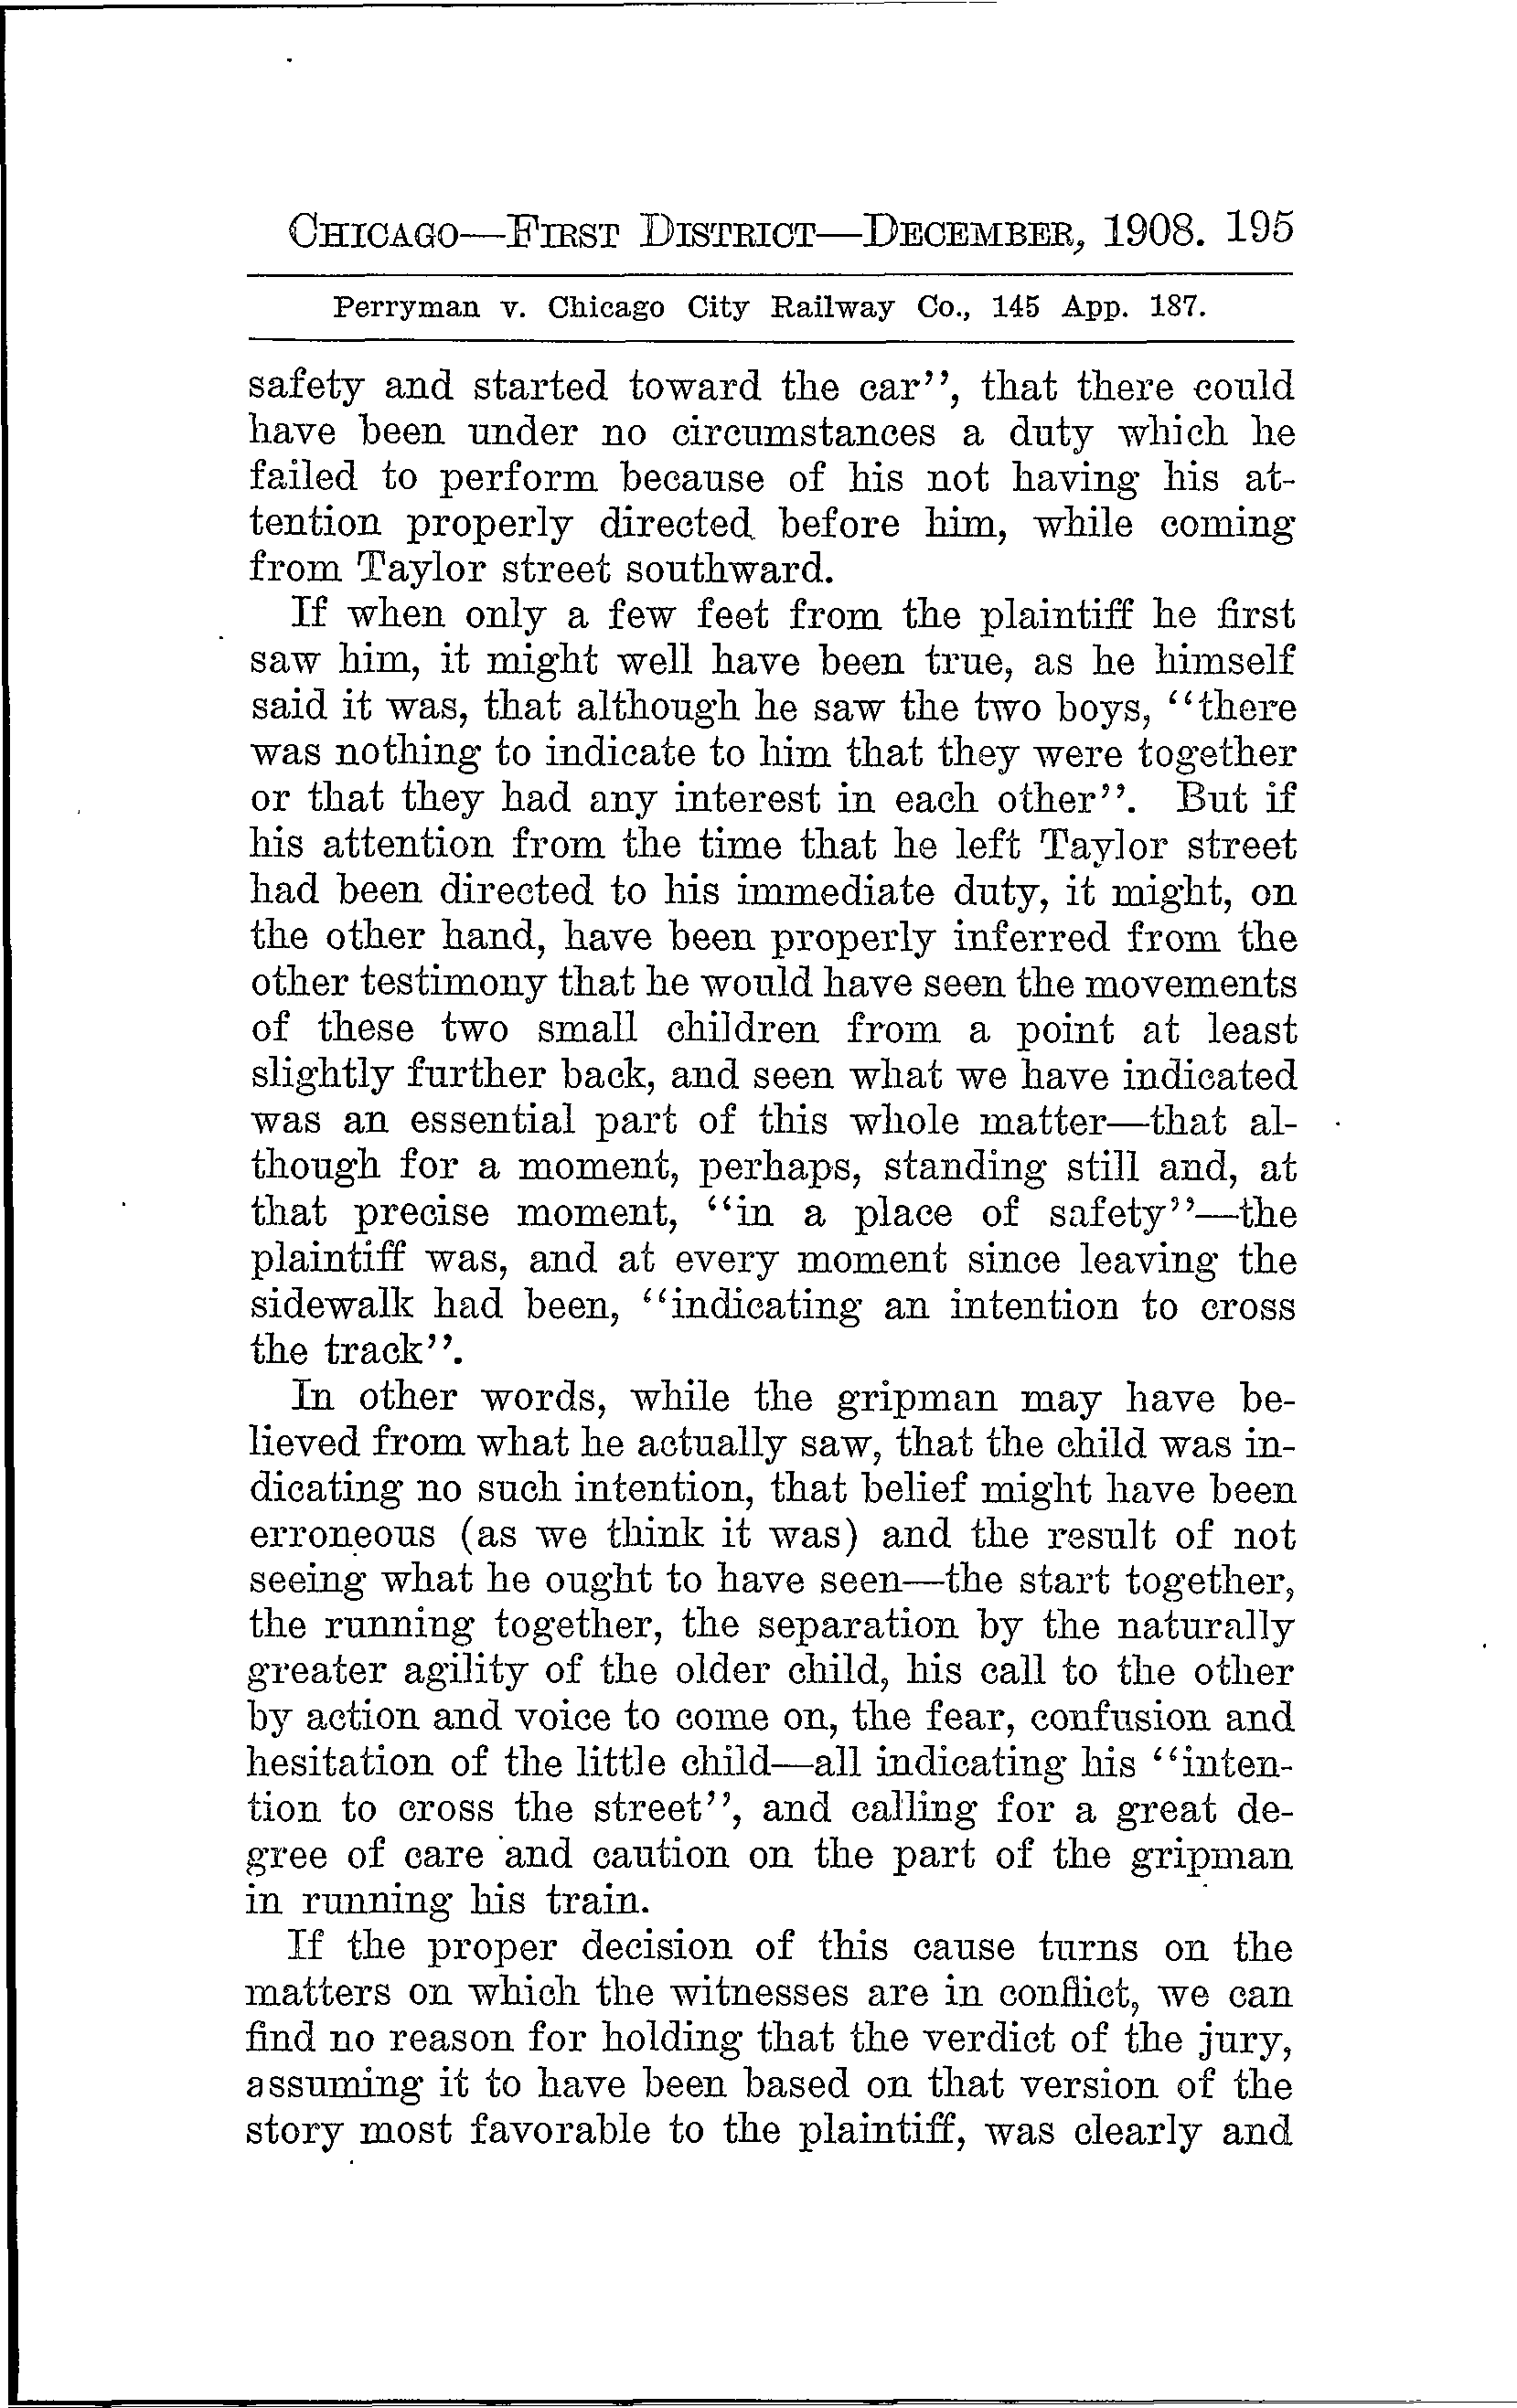 CHICAGO—FIRST DISTRICT—DECEMBER, 1908. 195
Perryman v. Chicago City Railway Co., 145 App. 187.
safety and started toward the car”, that there could
have been under no circumstances a duty which he
failed to perform because of his not having his at-
tention properly directed before him, while coming
from Taylor street southward.
If when only a few feet from the plaintiff he first
saw him, it might well have been true, as he himself
said it was, that although he saw the two boys, “there
was nothing to indicate to him that they were together
or that they had any interest in each other”. But if
his attention from the time that he left Taylor street
had been directed to his immediate duty, it might, on
the other hand, have been properly inferred from the
other testimony that he would have seen the movements
of these two small children from a point at least
slightly further back, and seen what we have indicated
was an essential part of this whole matter—that al-
though for a moment, perhaps, standing still and, at
that precise moment, “in a place of safety”—the
plaintiff was, and at every moment since leaving the
sidewalk had been, “indicating an intention to cross
the track”.
In other words, while the gripman may have be-
lieved from what he actually saw, that the child was in-
dicating no such intention, that belief might have been
erroneous (as we think it was) and the result of not
seeing what he ought to have seen—the start together,
the running together, the separation by the naturally
greater agility of the older child, his call to the other
by action and voice to come on, the fear, confusion and
hesitation of the little child—all indicating his “inten-
tion to cross the street”, and calling for a great de-
gree of care and caution on the part of the gripman
in running his train.
If the proper decision of this cause turns on the
matters on which the witnesses are in conflict, we can
find no reason for holding that the verdict of the jury,
assuming it to have been based on that version of the
story most favorable to the plaintiff, was clearly and